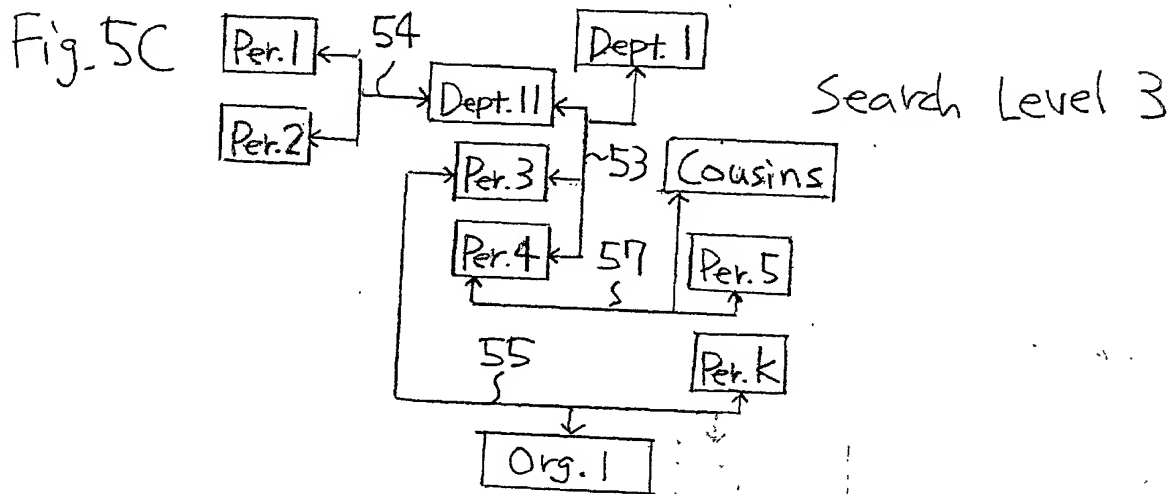 Fig. 5C
Per.1
54
Dept. 1
Dept. 11
Search Level 3
Per.2
Per.3
53
Cousins
Per.4
57
Per.5
55
Per.K
Org. 1